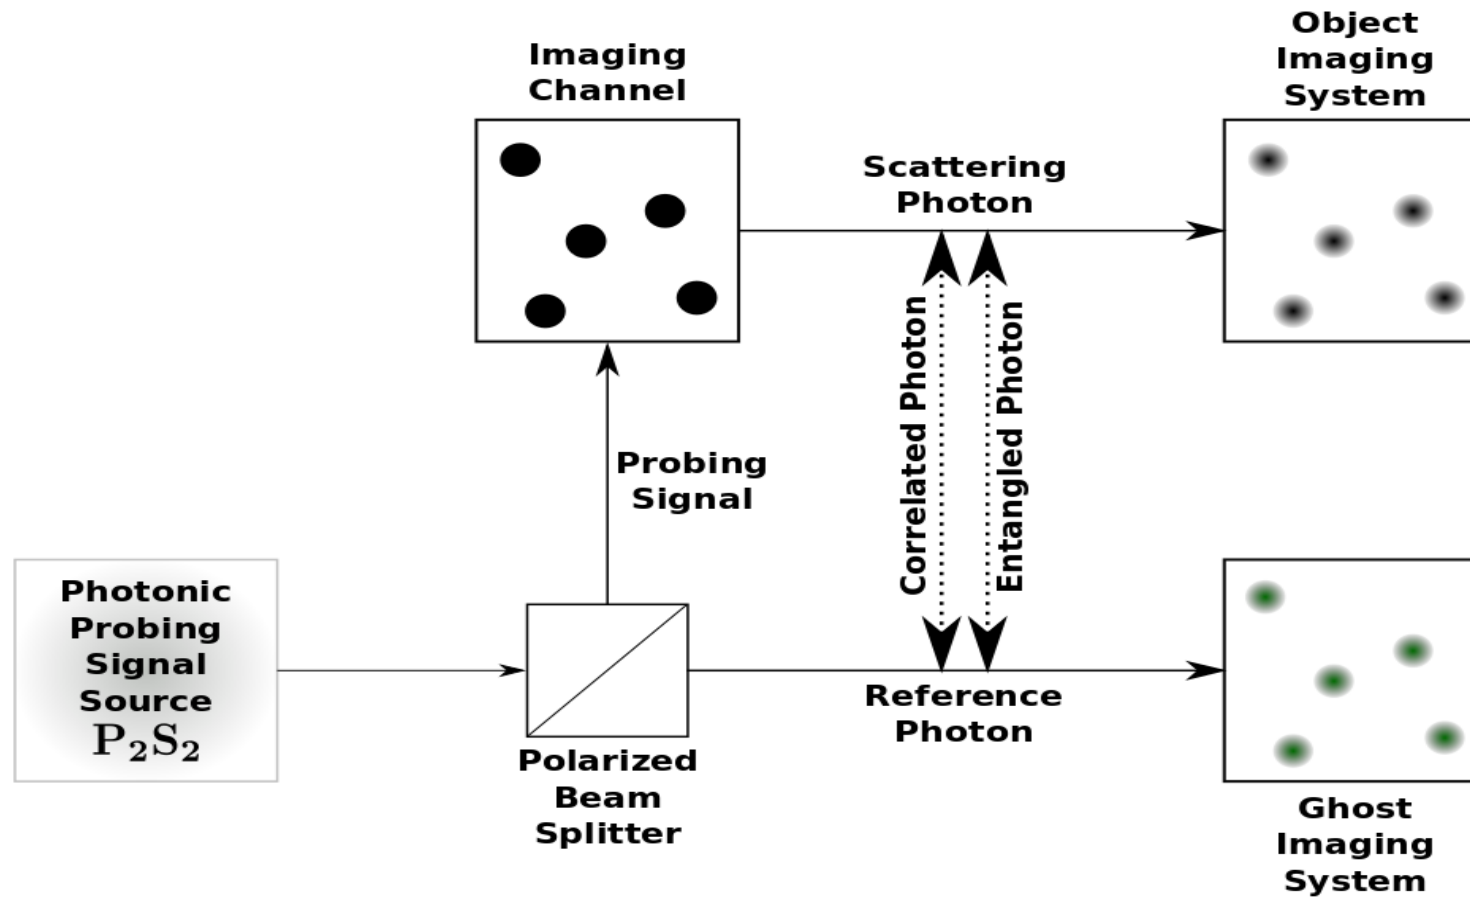 Imaging
Channel
Object
Imaging
System
Scattering
Photon
Correlated Photon
Entangled Photon
Probing
Signal
Photonic
Probing
Signal
Source
P₂S₂
Polarized
Beam
Splitter
Reference
Photon
Ghost
Imaging
System